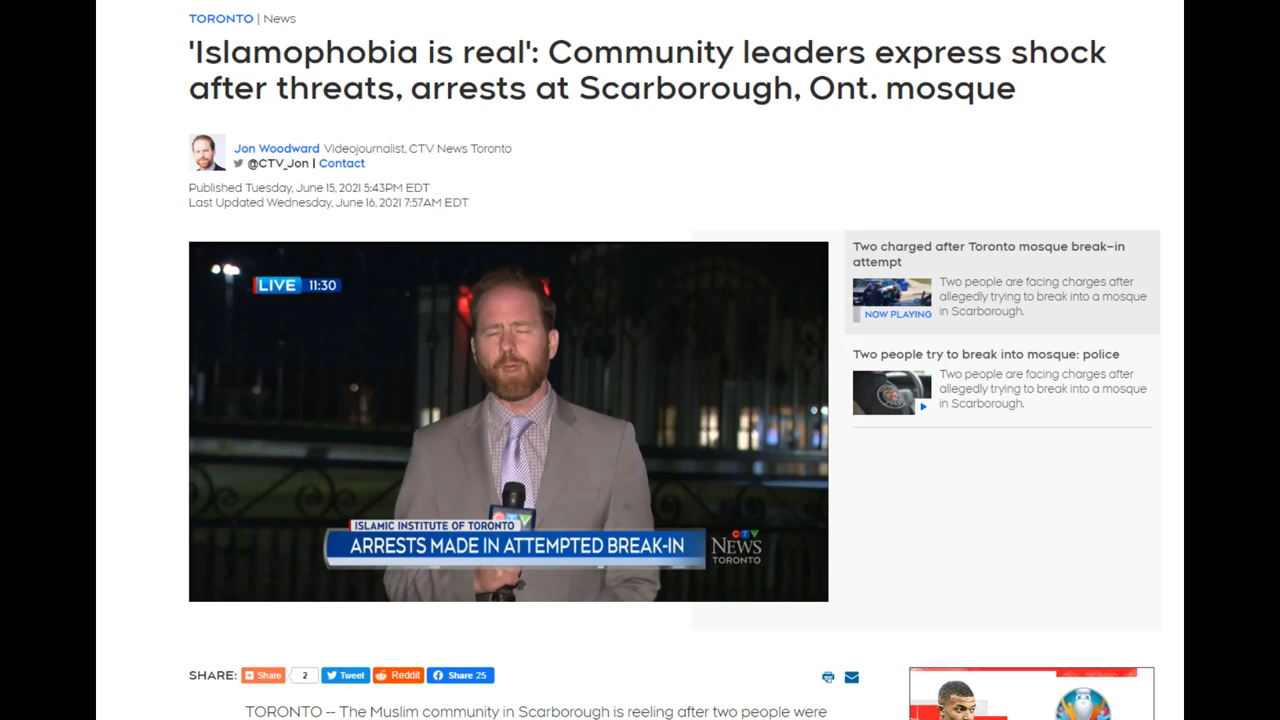 TORONTO | News
'Islamophobia is real': Community leaders express shock
after threats, arrests at Scarborough, Ont. mosque
Jon Woodward Videojournalist, CTV News Toronto
@CTV_Jon | Contact
Published Tuesday, June 15, 2021 5:43PM EDT
Last Updated Wednesday, June 16, 2021 7:57AM EDT
LIVE 11:30
ISLAMIC INSTITUTE OF TORONTO
ARRESTS MADE IN ATTEMPTED BREAK-IN
CTV
NEWS
TORONTO
Two charged after Toronto mosque break-in
attempt
Two people are facing charges after
allegedly trying to break into a mosque
in Scarborough.
NOW PLAYING
Two people try to break into mosque: police
Two people are facing charges after
allegedly trying to break into a mosque
in Scarborough.
SHARE: Share 2 Tweet Reddit Share 25
TORONTO -- The Muslim community in Scarborough is reeling after two people were